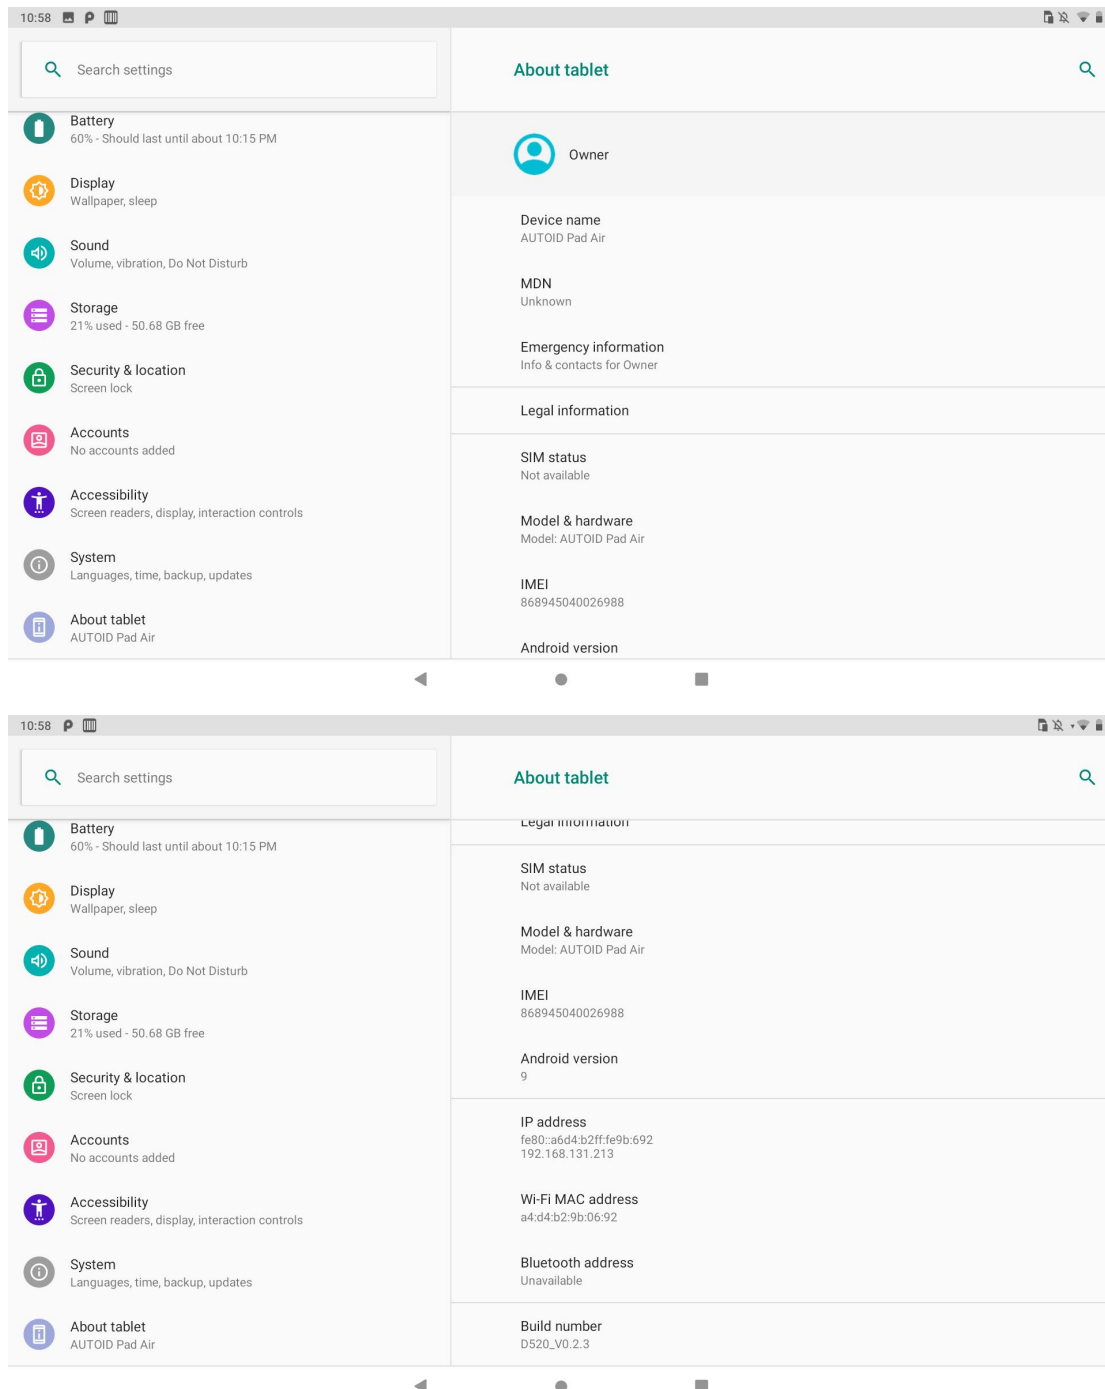 10:58
Search settings
Battery
60% - Should last until about 10:15 PM
Display
Wallpaper, sleep
Sound
Volume, vibration, Do Not Disturb
Storage
21% used - 50.68 GB free
Security & location
Screen lock
Accounts
No accounts added
Accessibility
Screen readers, display, interaction controls
System
Languages, time, backup, updates
About tablet
AUTOID Pad Air
About tablet
Owner
Device name
AUTOID Pad Air
MDN
Unknown
Emergency information
Info & contacts for Owner
Legal information
SIM status
Not available
Model & hardware
Model: AUTOID Pad Air
IMEI
868945040026988
Android version
10:58
Search settings
Battery
60% - Should last until about 10:15 PM
Display
Wallpaper, sleep
Sound
Volume, vibration, Do Not Disturb
Storage
21% used - 50.68 GB free
Security & location
Screen lock
Accounts
No accounts added
Accessibility
Screen readers, display, interaction controls
System
Languages, time, backup, updates
About tablet
AUTOID Pad Air
About tablet
Legal information
SIM status
Not available
Model & hardware
Model: AUTOID Pad Air
IMEI
868945040026988
Android version
9
IP address
fe80::a6d4:b2ff:fe9b:692
192.168.131.213
Wi-Fi MAC address
a4:d4:b2:9b:06:92
Bluetooth address
Unavailable
Build number
D520_V0.2.3